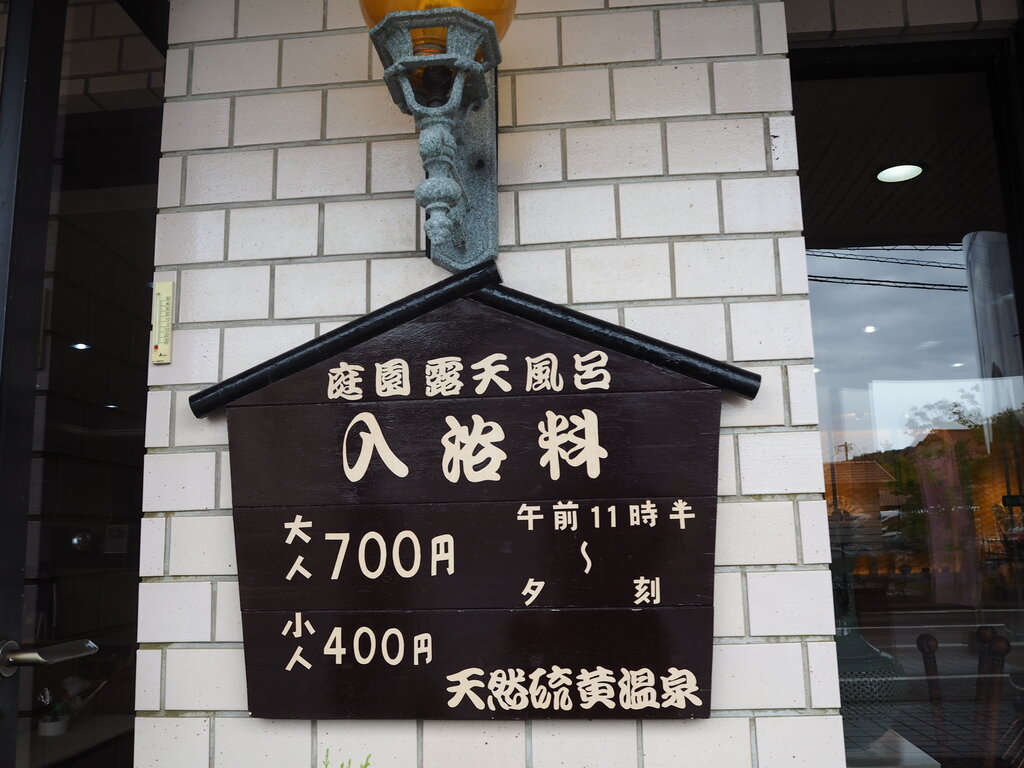 庭園露天風呂
入浴料
大人 700円
午前11時半
〜
夕刻
小人 400円
天然硫黄温泉